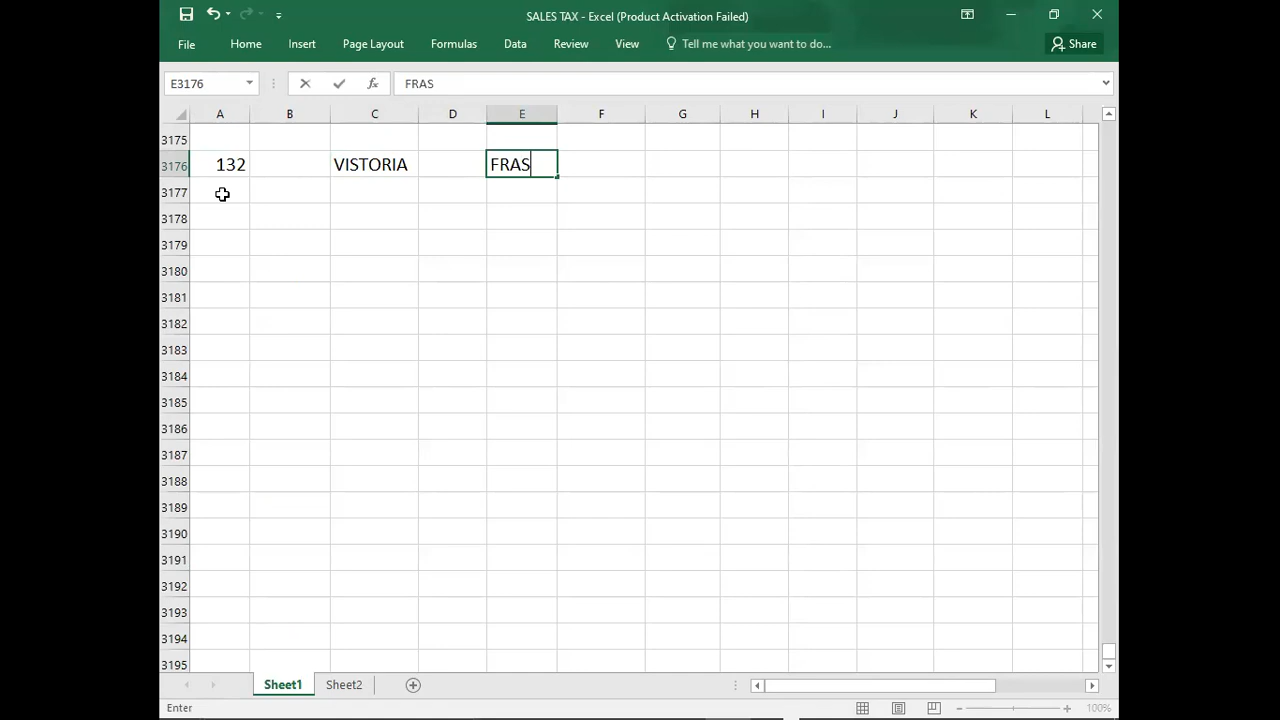 SALES TAX - Excel (Product Activation Failed)
File Home Insert Page Layout Formulas Data Review View Tell me what you want to do... Share
E3176 fx FRAS
A B C D E F G H I J K L
3175
3176 132 VISTORIA FRAS
3177
3178
3179
3180
3181
3182
3183
3184
3185
3186
3187
3188
3189
3190
3191
3192
3193
3194
3195
Sheet1 Sheet2
Enter 100%